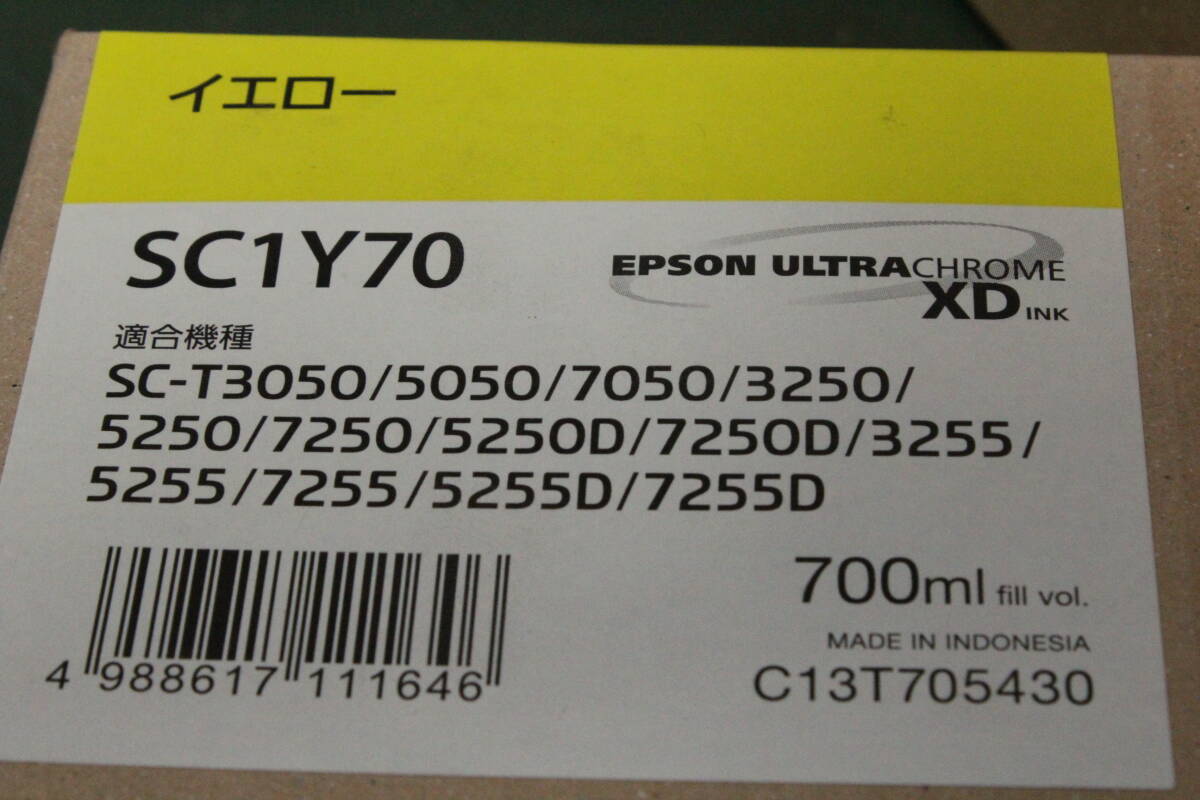 イエロー
SC1Y70
EPSON ULTRACHROME
XD INK
適合機種
SC-T3050/5050/7050/3250/
5250/7250/5250D/7250D/3255/
5255/7255/5255D/7255D
700ml fill vol.
MADE IN INDONESIA
C13T705430
4 988617 111646